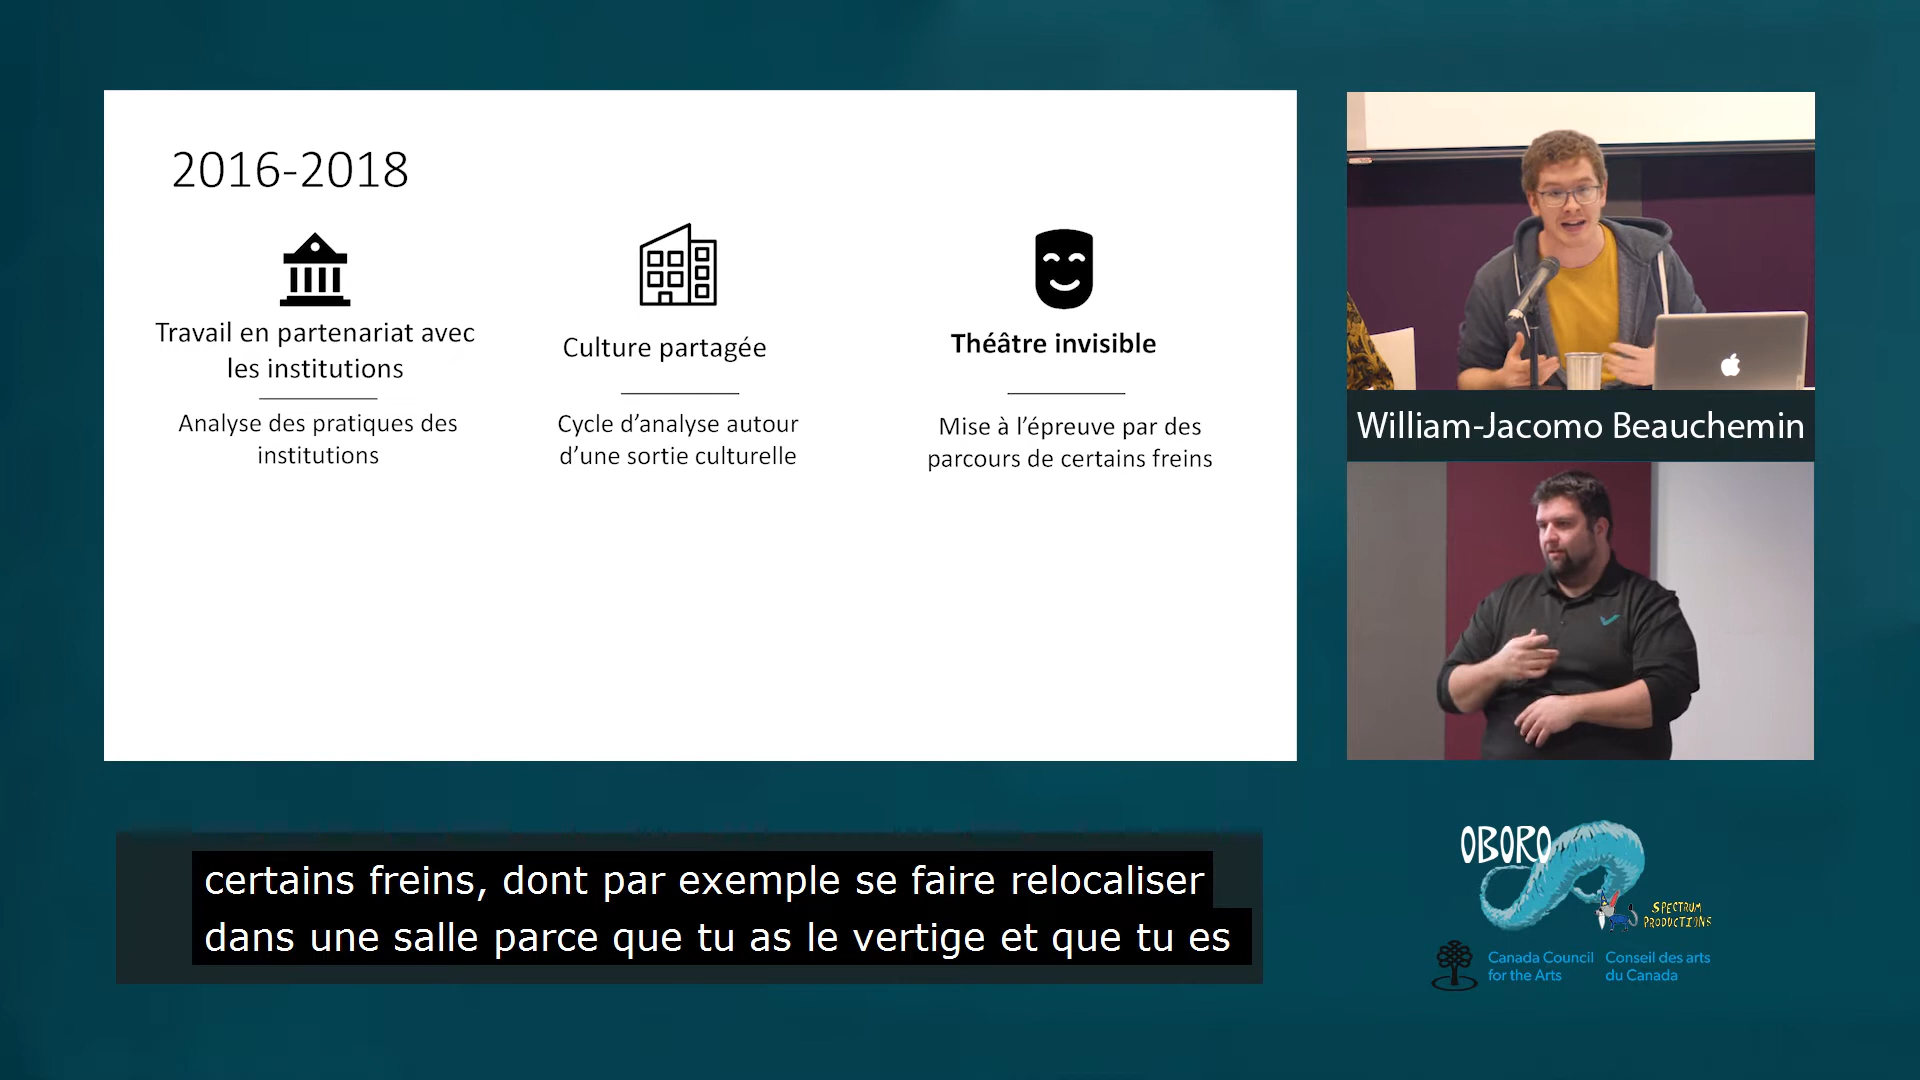 2016-2018
Travail en partenariat avec
les institutions
Analyse des pratiques des
institutions
Culture partagée
Cycle d’analyse autour
d’une sortie culturelle
Théâtre invisible
Mise à l’épreuve par des
parcours de certains freins
William-Jacomo Beauchemin
certains freins, dont par exemple se faire relocaliser
dans une salle parce que tu as le vertige et que tu es
OBORO
SPECTRUM
PRODUCTIONS
Canada Council
for the Arts
Conseil des arts
du Canada